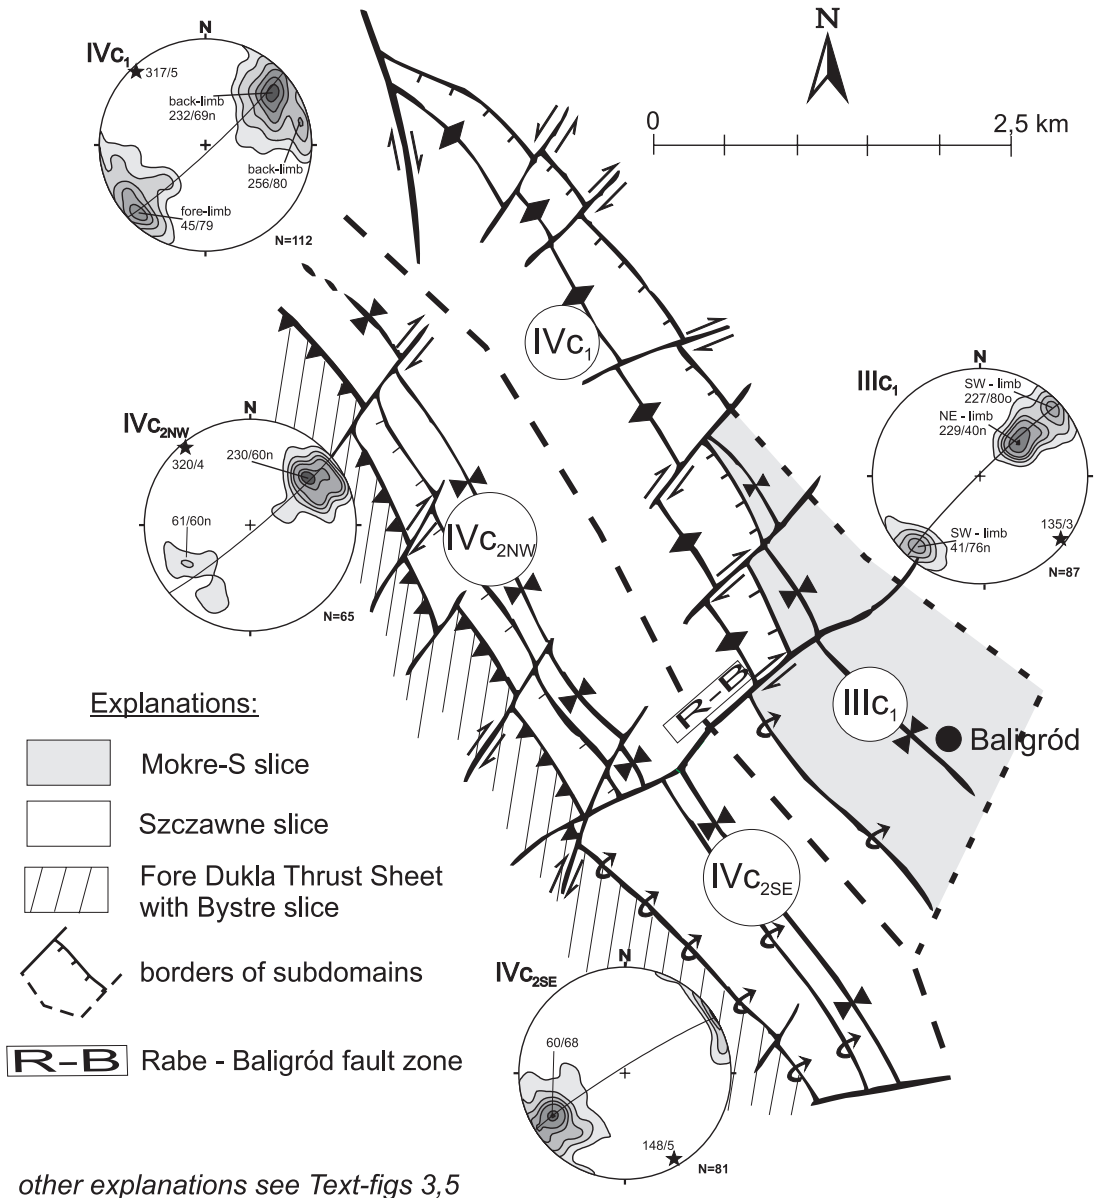 N
IVc1
317/5
back-limb
232/69n
back-limb
256/80
fore-limb
45/79
N=112
N
0
2,5 km
IVc1
N
IIIc1
SW - limb
227/80o
NE - limb
229/40n
SW - limb
41/76n
135/3
N=87
N
IVc2NW
320/4
230/60n
61/60n
N=65
IVc2NW
R-B
IIIc1
Baligród
Explanations:
Mokre-S slice
Szczawne slice
Fore Dukla Thrust Sheet
with Bystre slice
borders of subdomains
R-B Rabe - Baligród fault zone
IVc2SE
N
IVc2SE
60/68
148/5
N=81
other explanations see Text-figs 3,5